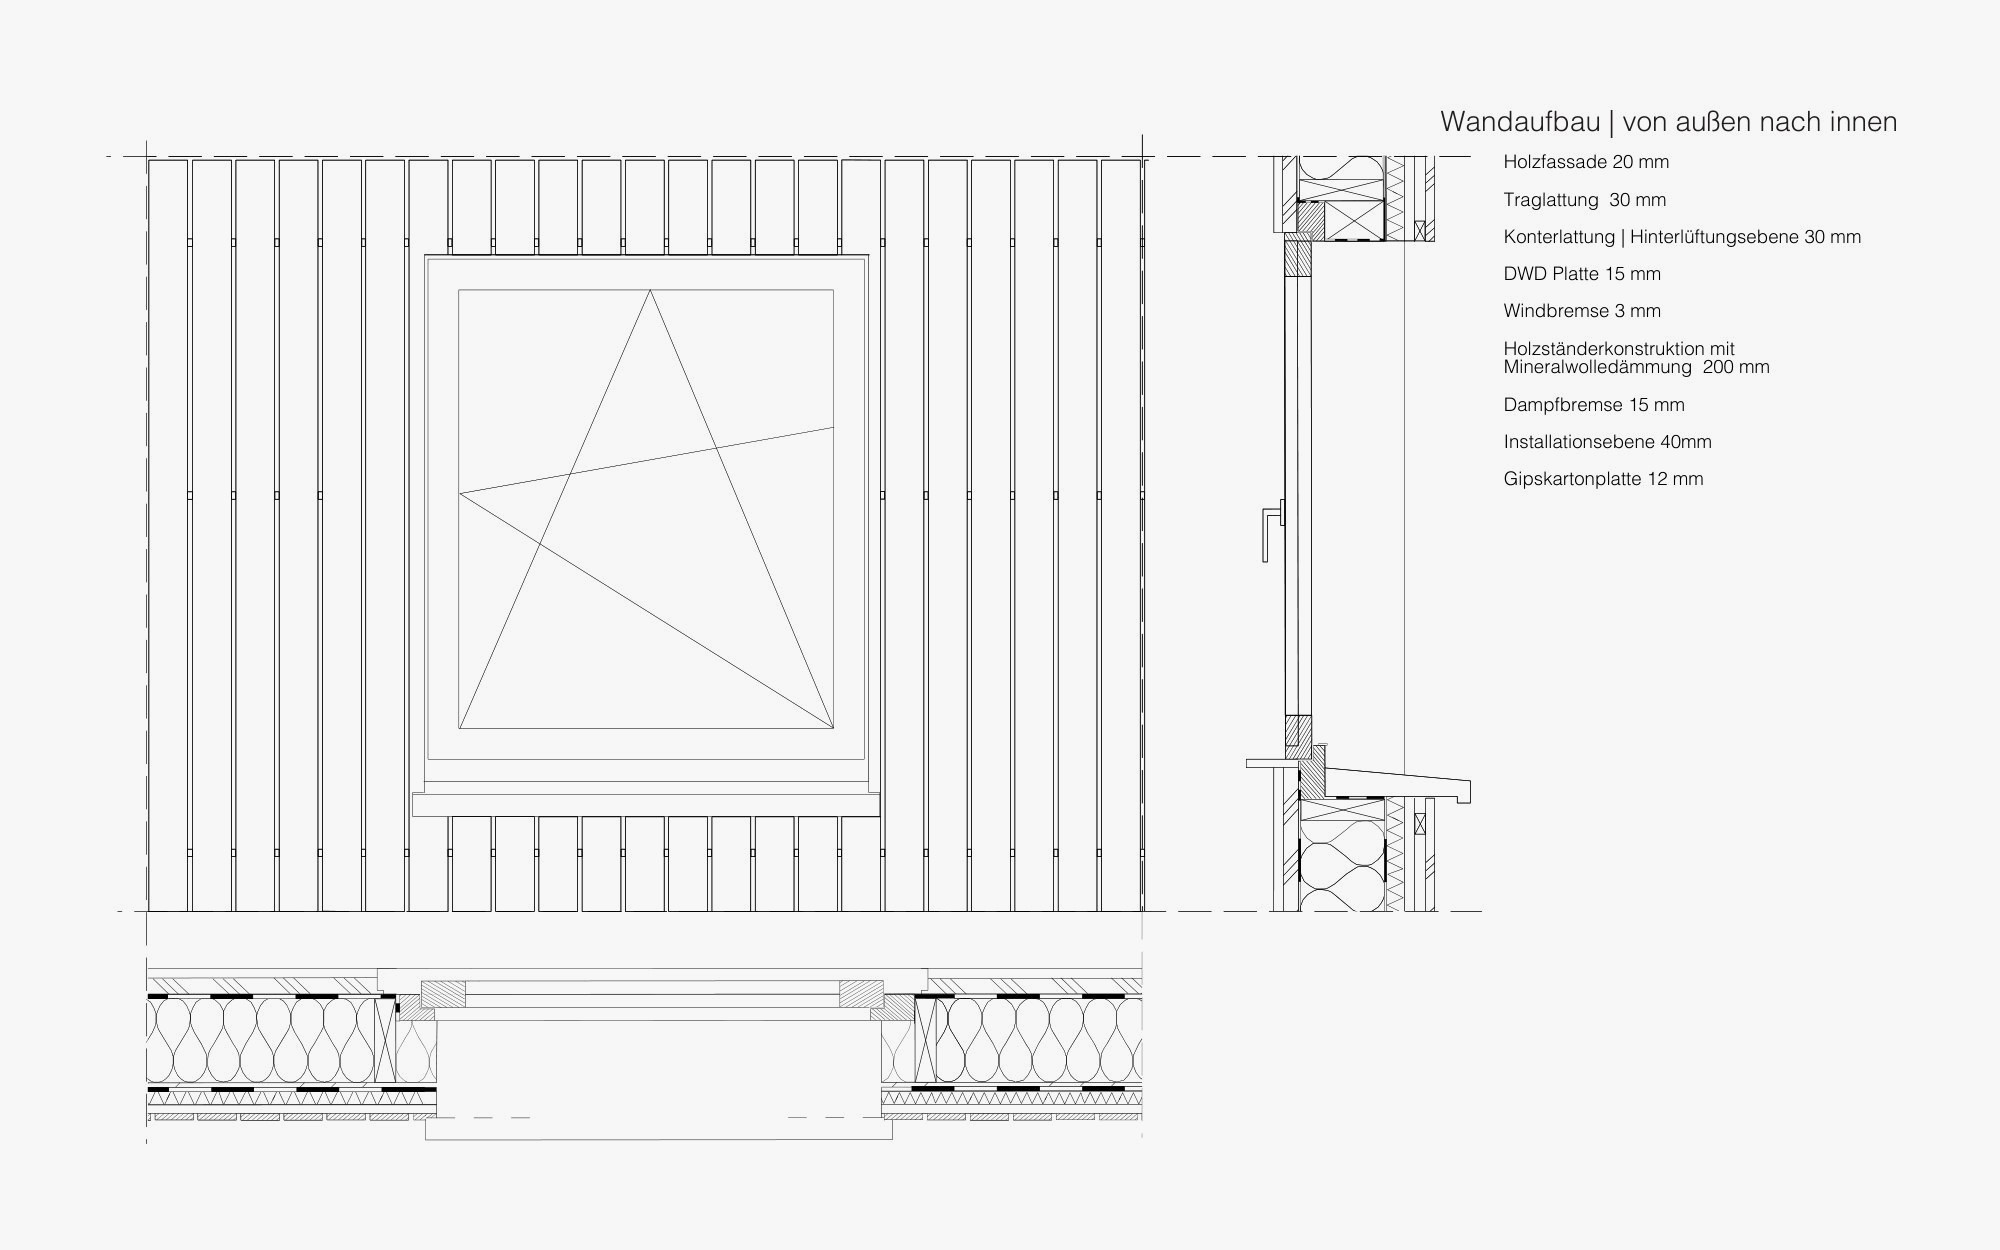 Wandaufbau | von außen nach innen
Holzfassade 20 mm
Traglattung  30 mm
Konterlattung | Hinterlüftungsebene 30 mm
DWD Platte 15 mm
Windbremse 3 mm
Holzständerkonstruktion mit
Mineralwolledämmung  200 mm
Dampfbremse 15 mm
Installationsebene 40mm
Gipskartonplatte 12 mm